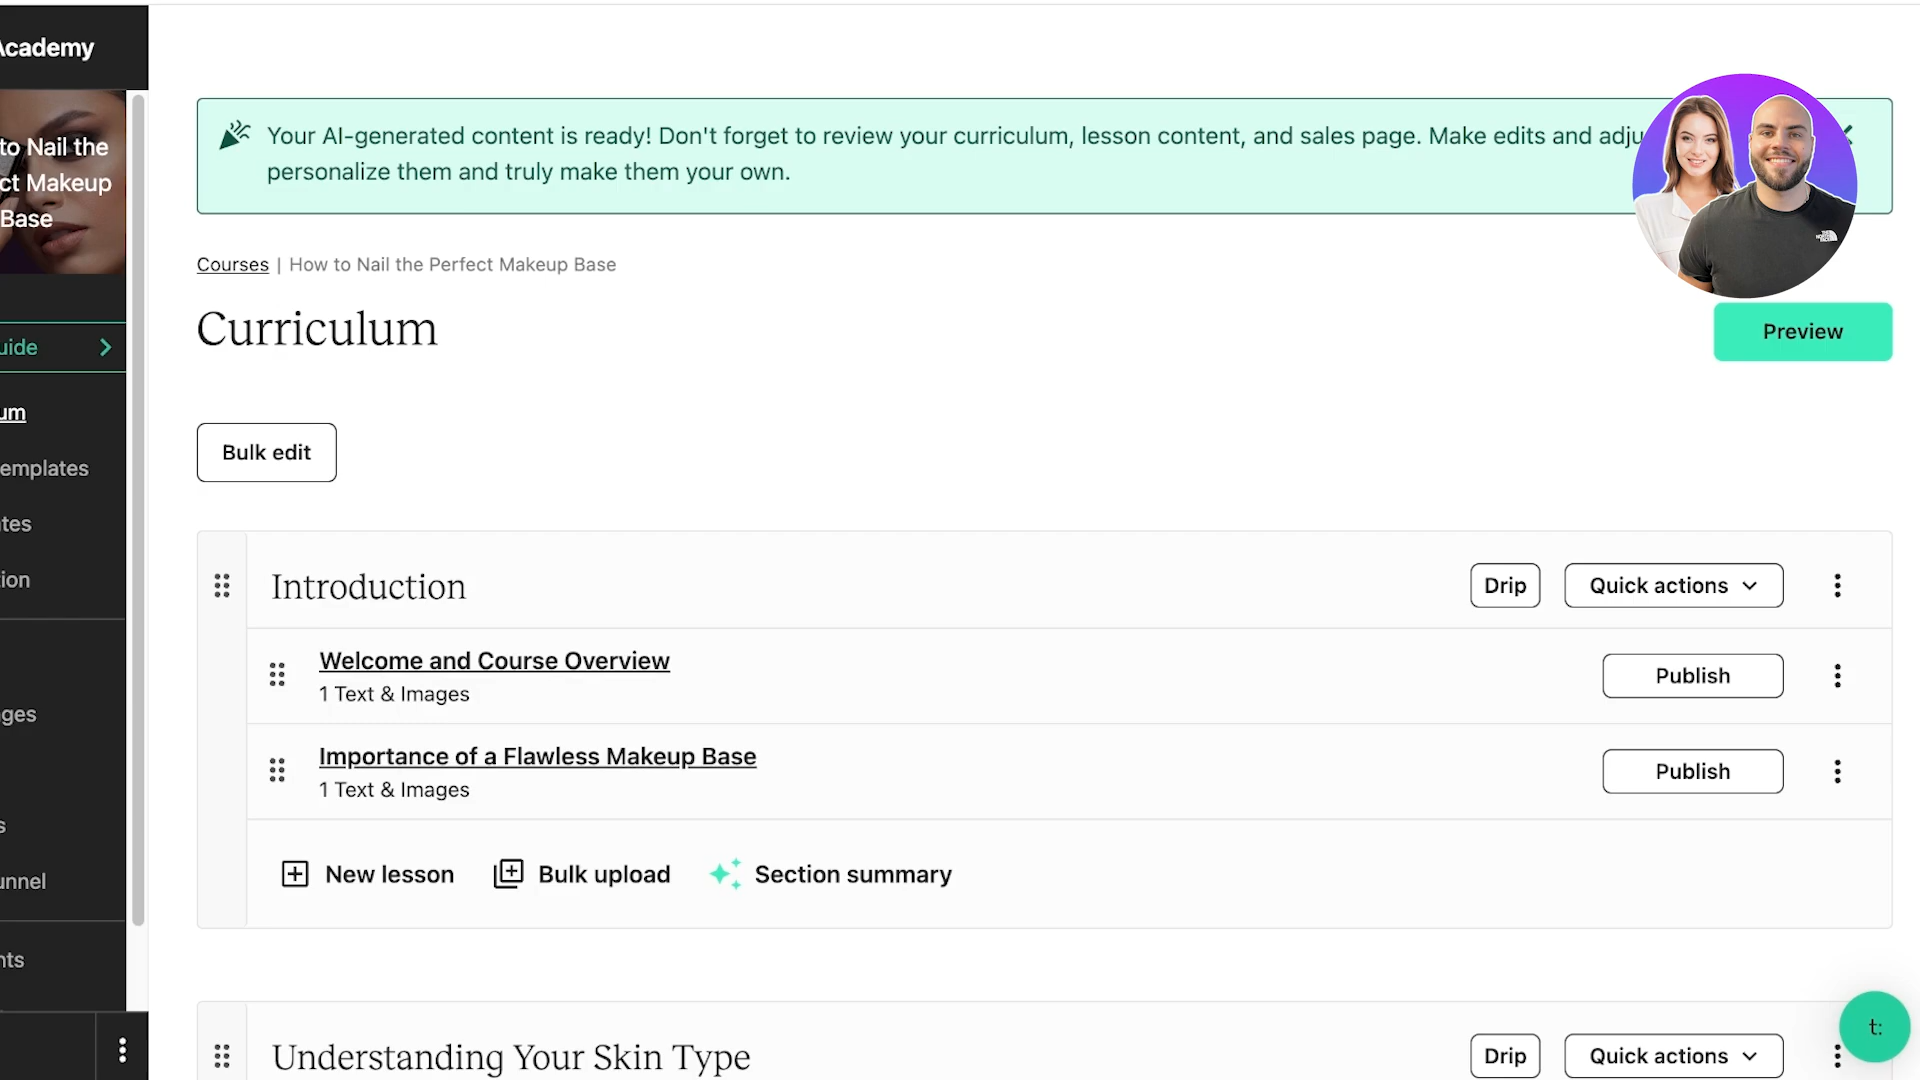 Academy
to Nail the
ct Makeup
Base
uide
um
emplates
tes
tion
ges
s
unnel
nts
Your AI-generated content is ready! Don't forget to review your curriculum, lesson content, and sales page. Make edits and adju
personalize them and truly make them your own.
Courses | How to Nail the Perfect Makeup Base
Curriculum
Preview
Bulk edit
Introduction
Drip
Quick actions
Welcome and Course Overview
1 Text & Images
Publish
Importance of a Flawless Makeup Base
1 Text & Images
Publish
New lesson
Bulk upload
Section summary
Understanding Your Skin Type
Drip
Quick actions
t: